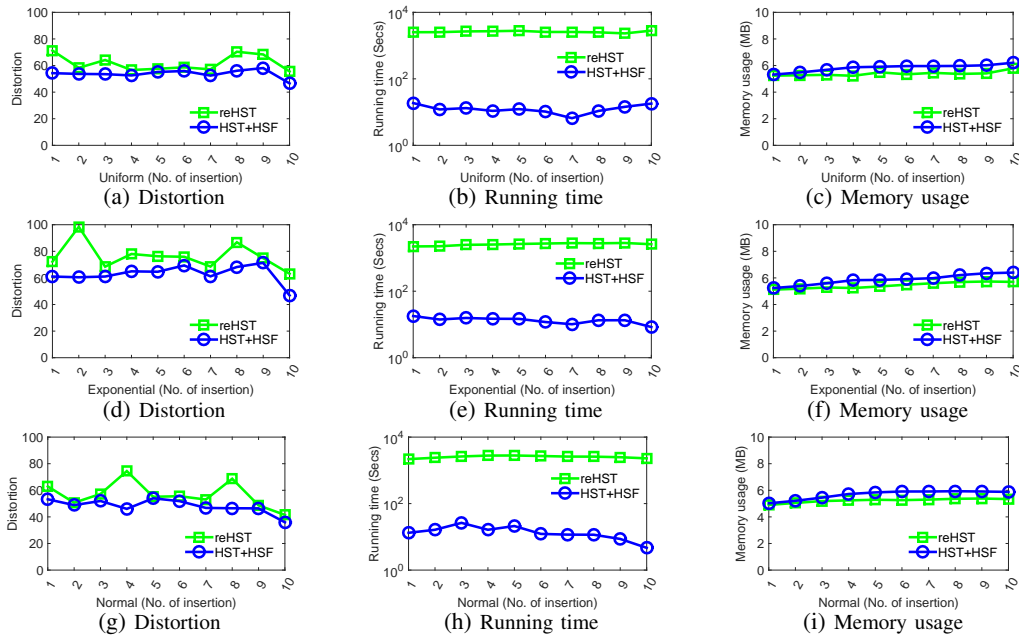 100
80
60
40
20
0
Distortion
reHST
HST+HSF
1 2 3 4 5 6 7 8 9 10
Uniform (No. of insertion)
(a) Distortion
10^4
10^2
10^0
Running time (Secs)
reHST
HST+HSF
1 2 3 4 5 6 7 8 9 10
Uniform (No. of insertion)
(b) Running time
10
8
6
4
2
0
Memory usage (MB)
reHST
HST+HSF
1 2 3 4 5 6 7 8 9 10
Uniform (No. of insertion)
(c) Memory usage
100
80
60
40
20
0
Distortion
reHST
HST+HSF
1 2 3 4 5 6 7 8 9 10
Exponential (No. of insertion)
(d) Distortion
10^4
10^2
10^0
Running time (Secs)
reHST
HST+HSF
1 2 3 4 5 6 7 8 9 10
Exponential (No. of insertion)
(e) Running time
10
8
6
4
2
0
Memory usage (MB)
reHST
HST+HSF
1 2 3 4 5 6 7 8 9 10
Exponential (No. of insertion)
(f) Memory usage
100
80
60
40
20
0
Distortion
reHST
HST+HSF
1 2 3 4 5 6 7 8 9 10
Normal (No. of insertion)
(g) Distortion
10^4
10^2
10^0
Running time (Secs)
reHST
HST+HSF
1 2 3 4 5 6 7 8 9 10
Normal (No. of insertion)
(h) Running time
10
8
6
4
2
0
Memory usage (MB)
reHST
HST+HSF
1 2 3 4 5 6 7 8 9 10
Normal (No. of insertion)
(i) Memory usage